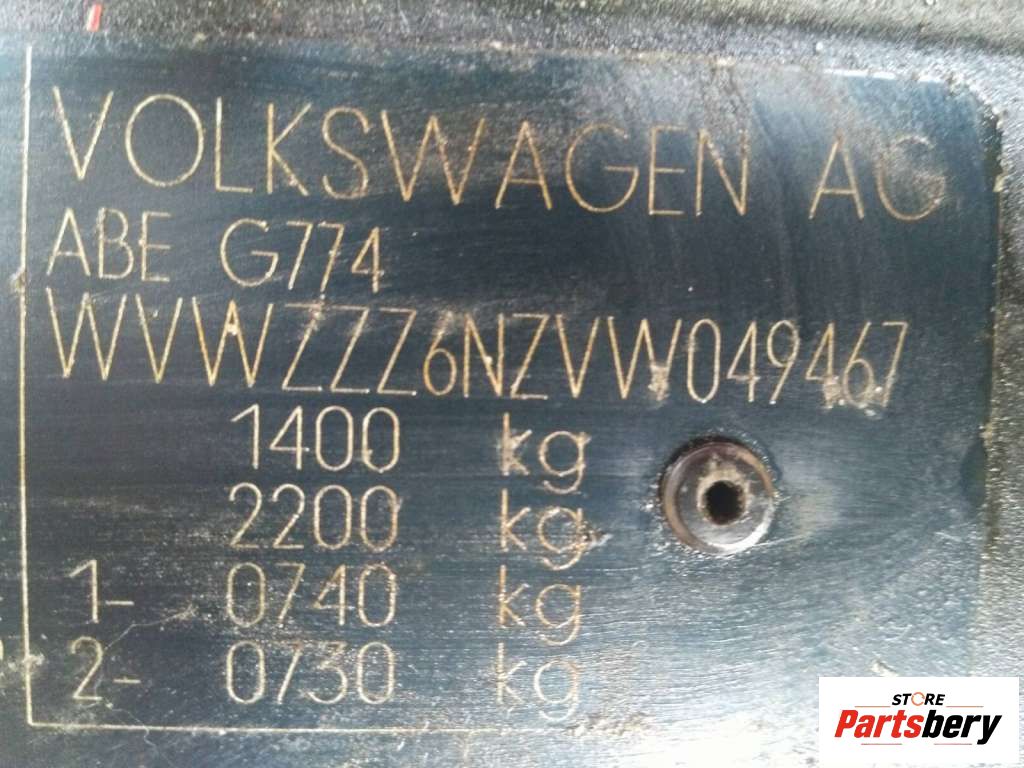 VOLKSWAGEN AG
ABE G774
WVWZZZ6NZVW049467
1400 kg
2200 kg
1- 0740 kg
2- 0730 kg
STORE
Partsbery